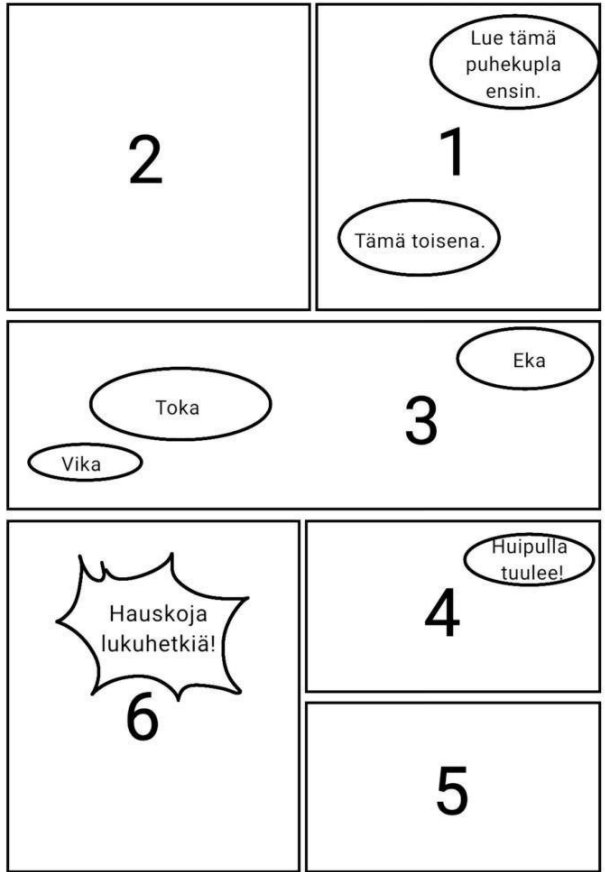 Lue tämä
puhekupla
ensin.
1
Tämä toisena.
2
Eka
3
Toka
Vika
Huipulla
tuulee!
4
5
Hauskoja
lukuhetkiä!
6